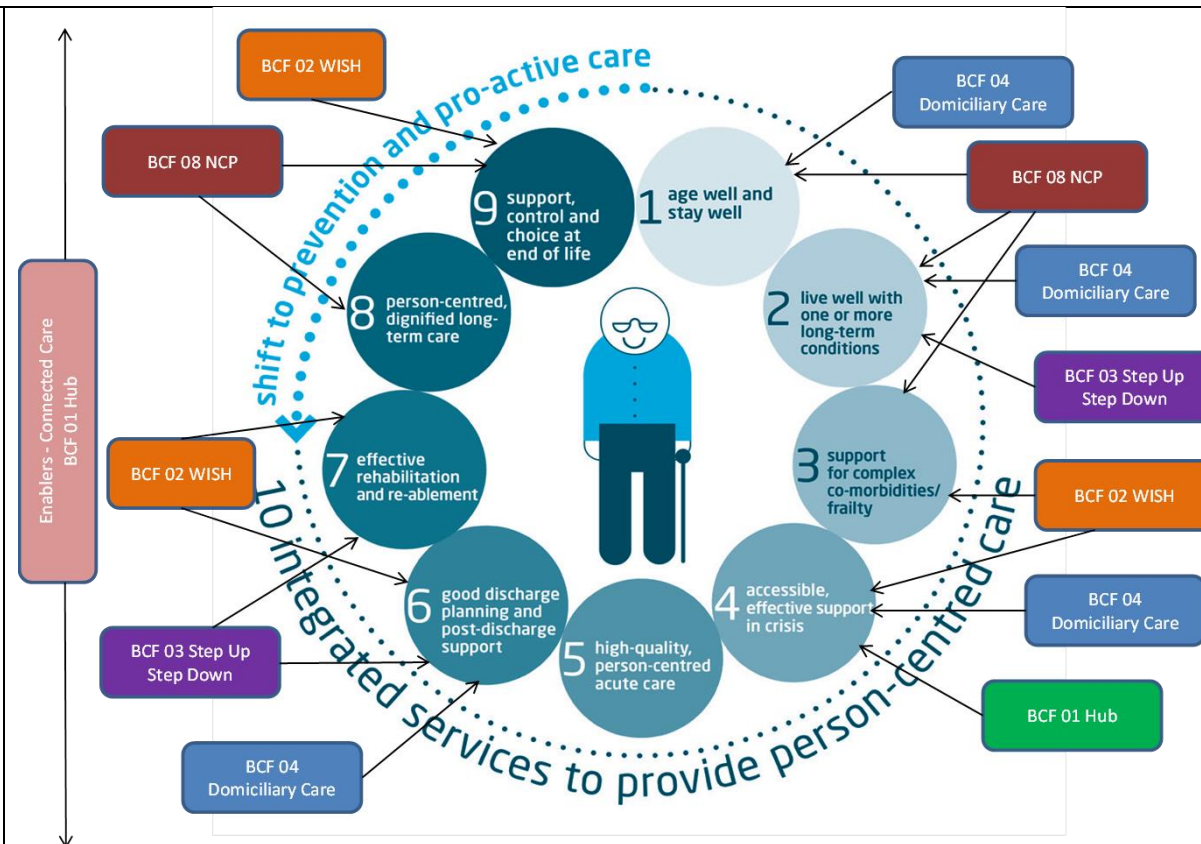 BCF 02 WISH
shift to prevention and pro-active care
BCF 04
Domiciliary Care
BCF 08 NCP
BCF 08 NCP
9 support,
control and
choice at
end of life
1 age well and
stay well
BCF 04
Domiciliary Care
2 live well with
one or more
long-term
conditions
8 person-centred,
dignified long-
term care
Enablers - Connected Care
BCF 01 Hub
BCF 03 Step Up
Step Down
BCF 02 WISH
7 effective
rehabilitation
and re-ablement
3 support
for complex
co-morbidities/
frailty
BCF 02 WISH
6 good discharge
planning and
post-discharge
support
4 accessible,
effective support
in crisis
BCF 04
Domiciliary Care
BCF 03 Step Up
Step Down
5 high-quality,
person-centred
acute care
BCF 01 Hub
BCF 04
Domiciliary Care
10 integrated services to provide person-centred care